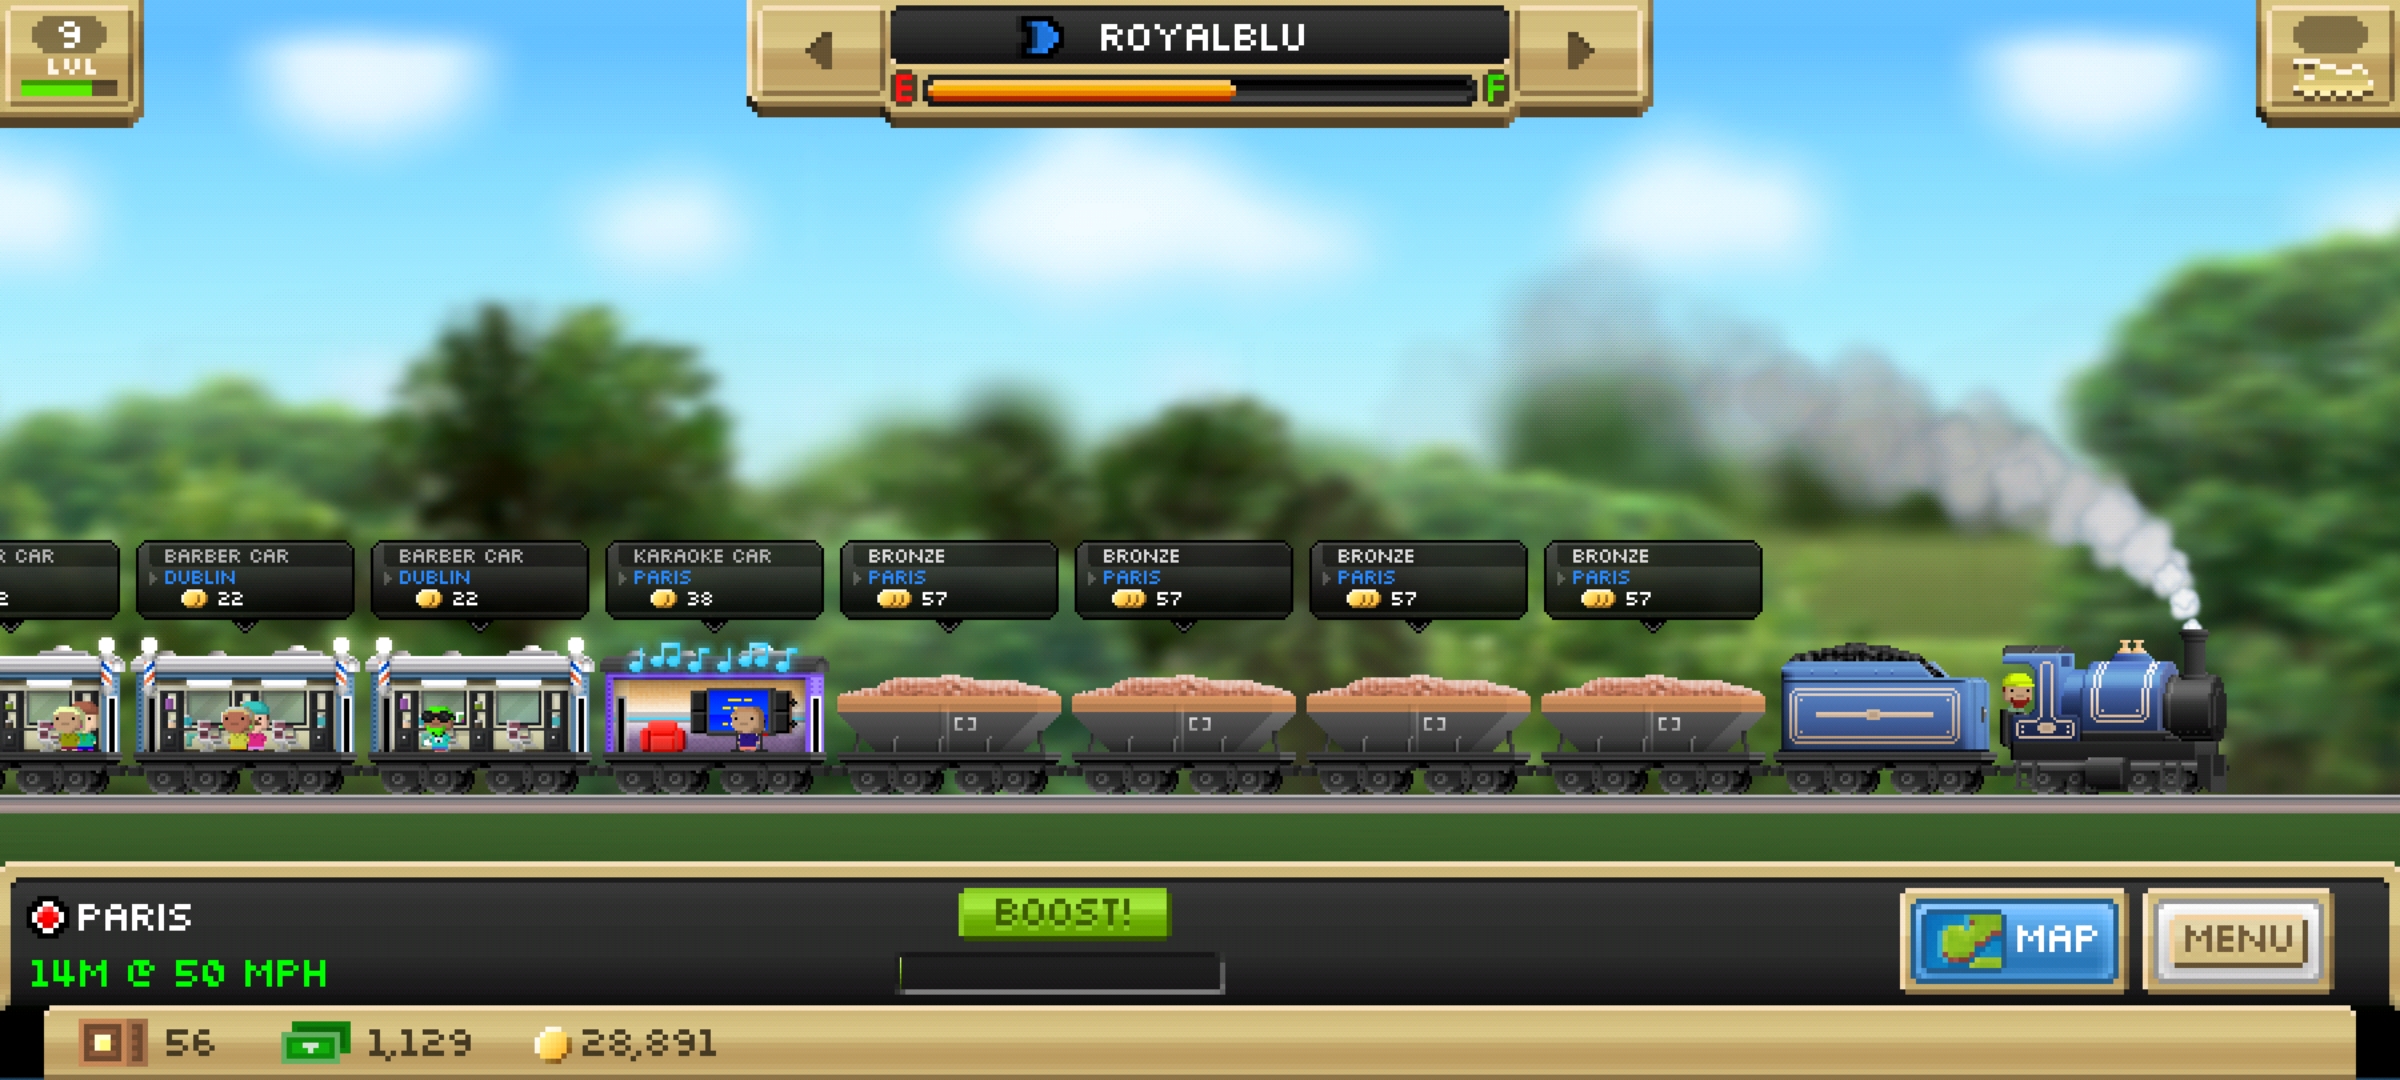 9
LVL
ROYALBLU
E
F
R CAR
2
BARBER CAR
DUBLIN
22
BARBER CAR
DUBLIN
22
KARAOKE CAR
PARIS
38
BRONZE
PARIS
57
BRONZE
PARIS
57
BRONZE
PARIS
57
BRONZE
PARIS
57
PARIS
14M @ 50 MPH
BOOST!
MAP
MENU
56
1,129
28,891